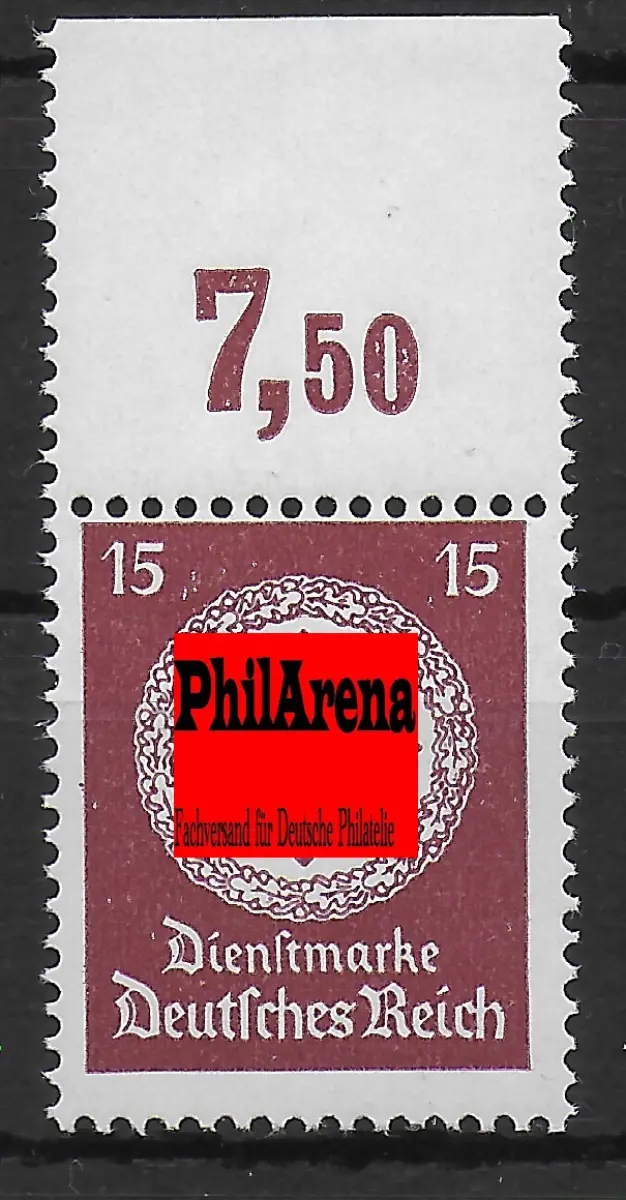 7,50
15 15
PhilArena
Fachversand für Deutsche Philatelie
Dienſtmarke
Deutſches Reich